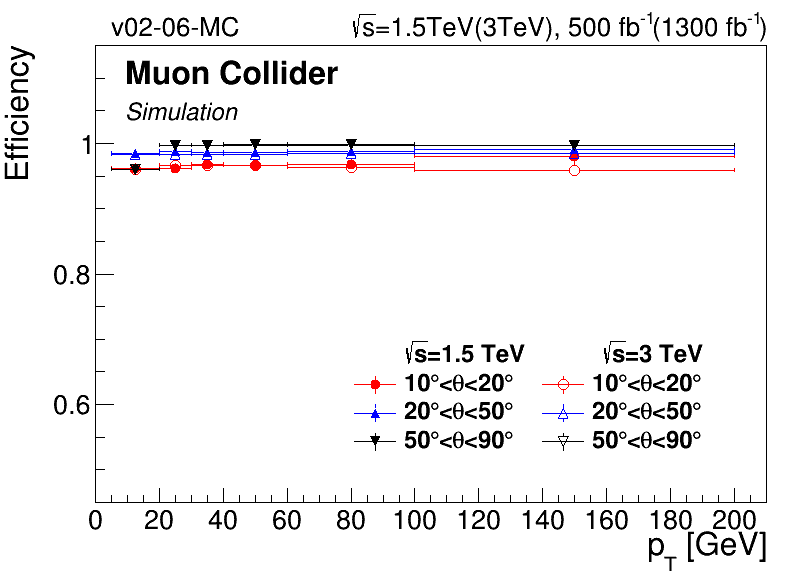 v02-06-MC √s=1.5TeV(3TeV), 500 fb⁻¹(1300 fb⁻¹)
Muon Collider
Simulation
Efficiency
1
0.8
0.6
√s=1.5 TeV √s=3 TeV
10°<θ<20° 10°<θ<20°
20°<θ<50° 20°<θ<50°
50°<θ<90° 50°<θ<90°
0 20 40 60 80 100 120 140 160 180 200
p_T [GeV]